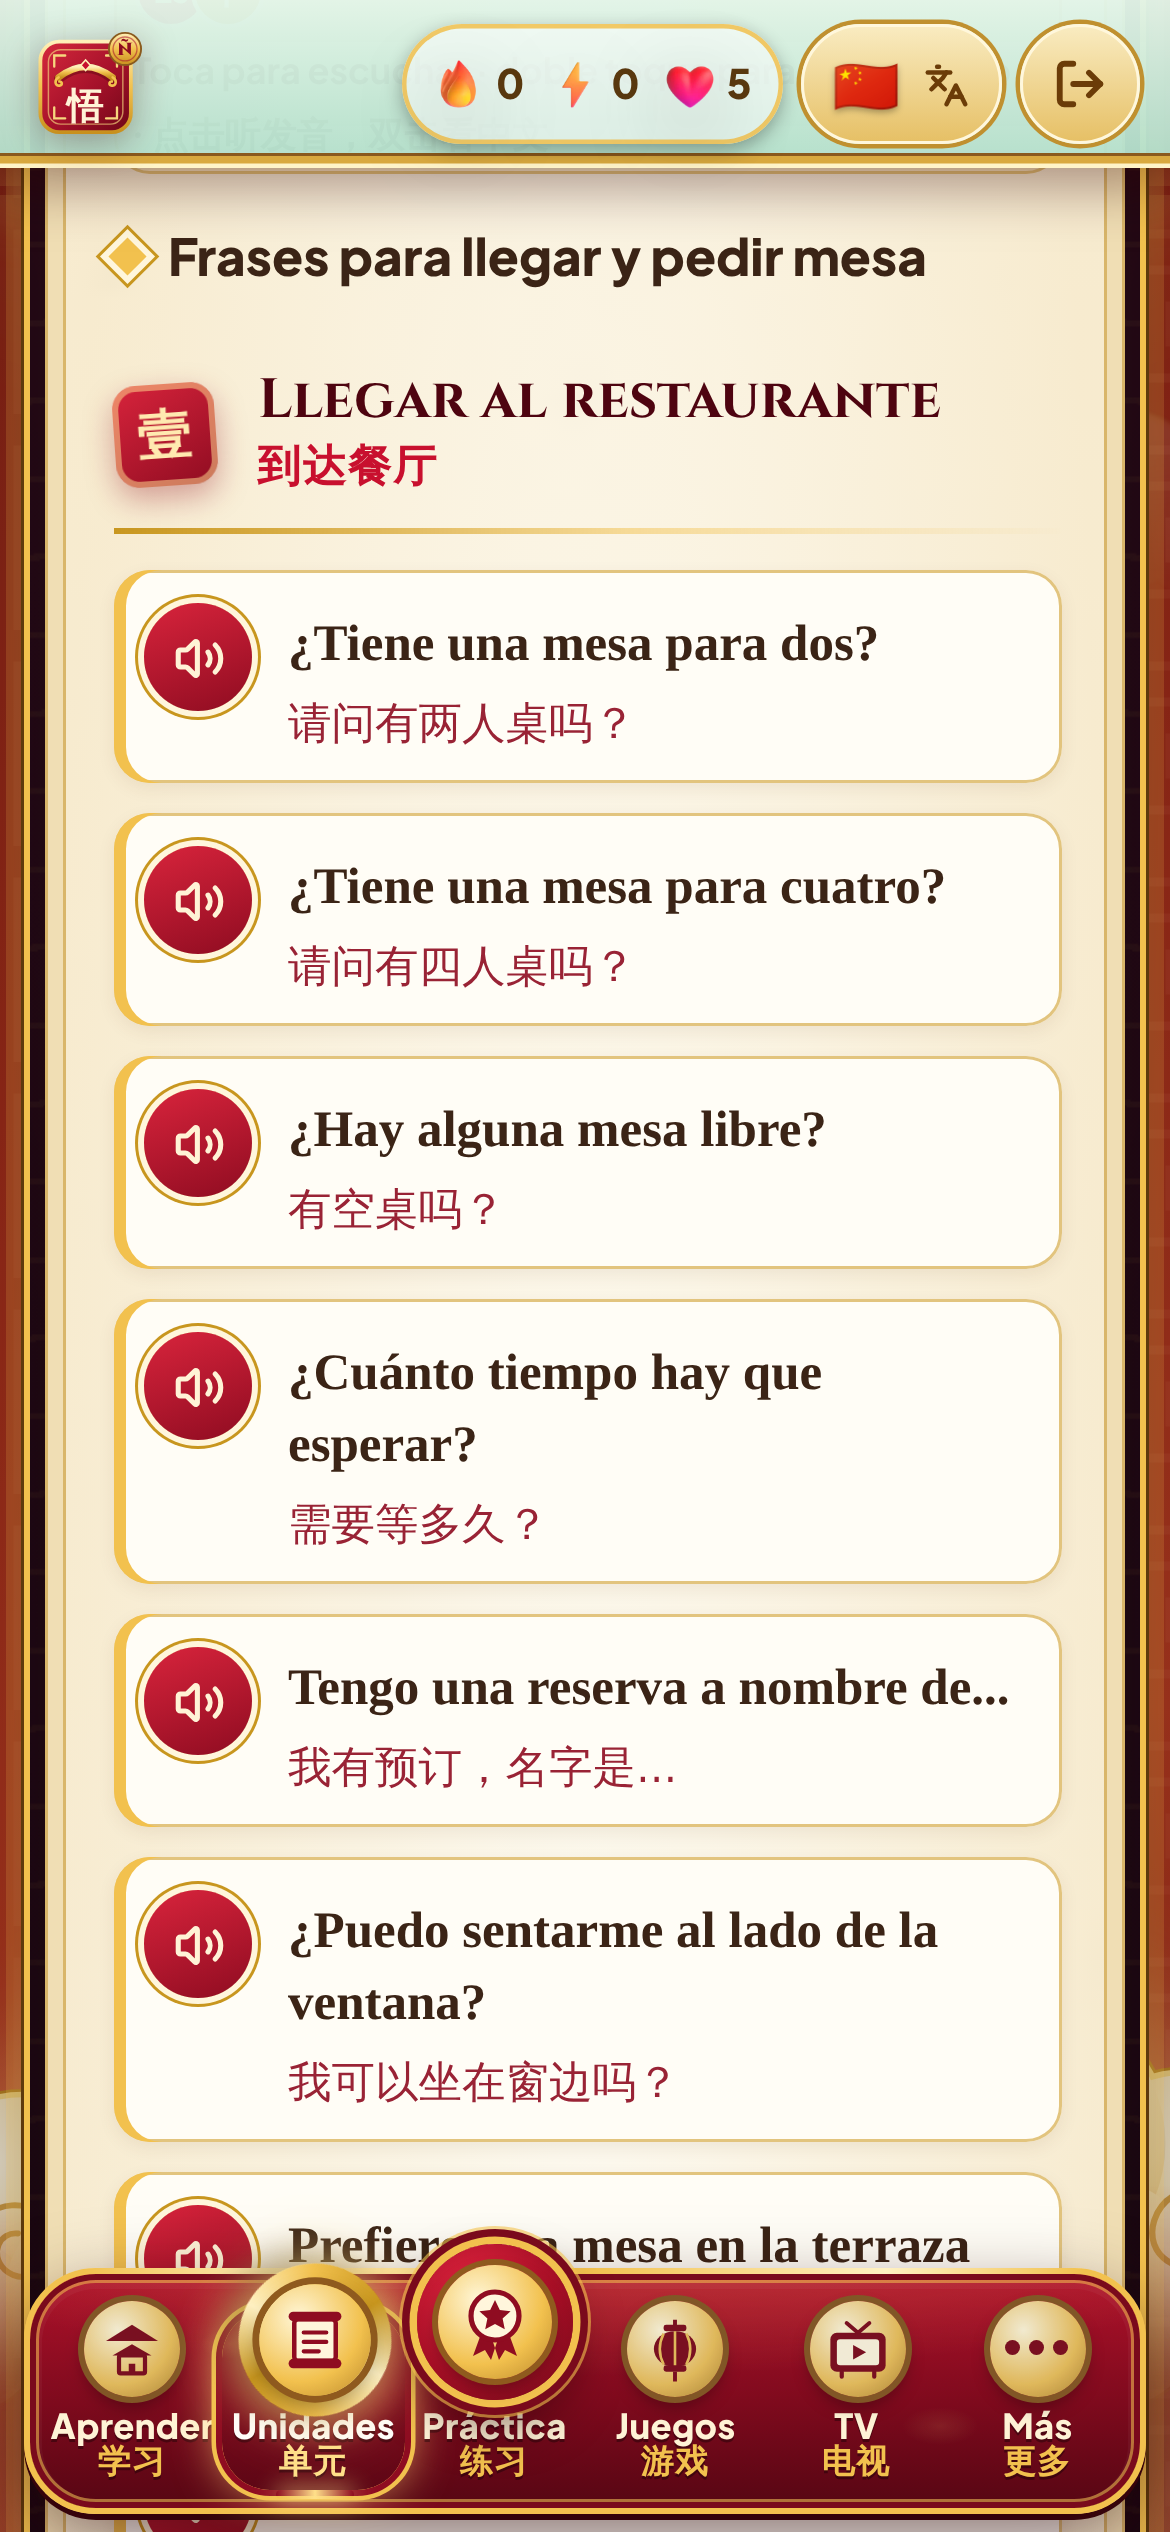 悟
Ñ
0
0
5
Frases para llegar y pedir mesa
壹
Llegar al restaurante
到达餐厅
¿Tiene una mesa para dos?
请问有两人桌吗？
¿Tiene una mesa para cuatro?
请问有四人桌吗？
¿Hay alguna mesa libre?
有空桌吗？
¿Cuánto tiempo hay que
esperar?
需要等多久？
Tengo una reserva a nombre de...
我有预订，名字是...
¿Puedo sentarme al lado de la
ventana?
我可以坐在窗边吗？
mesa en la terraza
Aprender
学习
Unidades
单元
Práctica
练习
Juegos
游戏
TV
电视
Más
更多